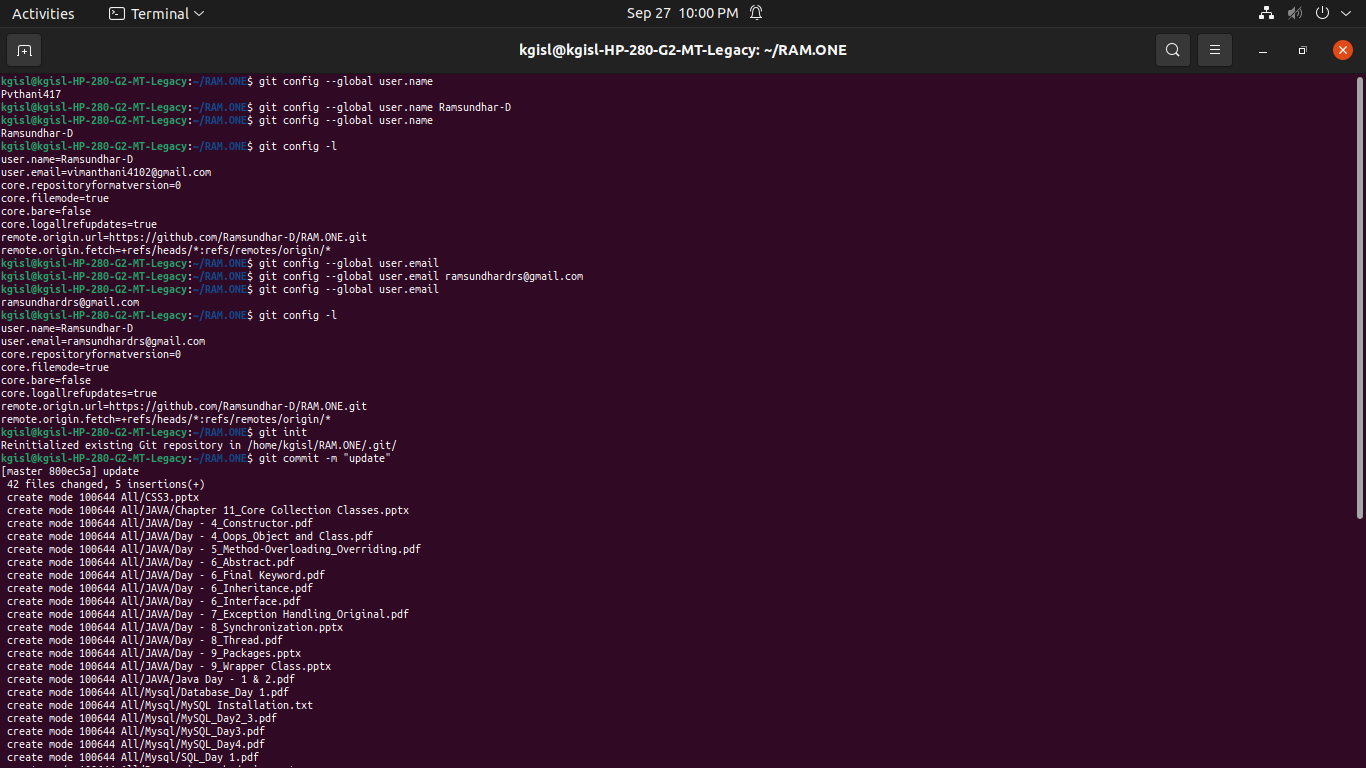 Activities Terminal Sep 27 10:00 PM
kgisl@kgisl-HP-280-G2-MT-Legacy: ~/RAM.ONE
kgisl@kgisl-HP-280-G2-MT-Legacy:~/RAM.ONE$ git config --global user.name
Pvthani417
kgisl@kgisl-HP-280-G2-MT-Legacy:~/RAM.ONE$ git config --global user.name Ramsundhar-D
kgisl@kgisl-HP-280-G2-MT-Legacy:~/RAM.ONE$ git config --global user.name
Ramsundhar-D
kgisl@kgisl-HP-280-G2-MT-Legacy:~/RAM.ONE$ git config -l
user.name=Ramsundhar-D
user.email=vimanthani4102@gmail.com
core.repositoryformatversion=0
core.filemode=true
core.bare=false
core.logallrefupdates=true
remote.origin.url=https://github.com/Ramsundhar-D/RAM.ONE.git
remote.origin.fetch=+refs/heads/*:refs/remotes/origin/*
kgisl@kgisl-HP-280-G2-MT-Legacy:~/RAM.ONE$ git config --global user.email
kgisl@kgisl-HP-280-G2-MT-Legacy:~/RAM.ONE$ git config --global user.email ramsundhardrs@gmail.com
kgisl@kgisl-HP-280-G2-MT-Legacy:~/RAM.ONE$ git config --global user.email
ramsundhardrs@gmail.com
kgisl@kgisl-HP-280-G2-MT-Legacy:~/RAM.ONE$ git config -l
user.name=Ramsundhar-D
user.email=ramsundhardrs@gmail.com
core.repositoryformatversion=0
core.filemode=true
core.bare=false
core.logallrefupdates=true
remote.origin.url=https://github.com/Ramsundhar-D/RAM.ONE.git
remote.origin.fetch=+refs/heads/*:refs/remotes/origin/*
kgisl@kgisl-HP-280-G2-MT-Legacy:~/RAM.ONE$ git init
Reinitialized existing Git repository in /home/kgisl/RAM.ONE/.git/
kgisl@kgisl-HP-280-G2-MT-Legacy:~/RAM.ONE$ git commit -m "update"
[master 800ec5a] update
 42 files changed, 5 insertions(+)
 create mode 100644 All/CSS3.pptx
 create mode 100644 All/JAVA/Chapter 11_Core Collection Classes.pptx
 create mode 100644 All/JAVA/Day - 4_Constructor.pdf
 create mode 100644 All/JAVA/Day - 4_Oops_Object and Class.pdf
 create mode 100644 All/JAVA/Day - 5_Method-Overloading_Overriding.pdf
 create mode 100644 All/JAVA/Day - 6_Abstract.pdf
 create mode 100644 All/JAVA/Day - 6_Final Keyword.pdf
 create mode 100644 All/JAVA/Day - 6_Inheritance.pdf
 create mode 100644 All/JAVA/Day - 6_Interface.pdf
 create mode 100644 All/JAVA/Day - 7_Exception Handling_Original.pdf
 create mode 100644 All/JAVA/Day - 8_Synchronization.pptx
 create mode 100644 All/JAVA/Day - 8_Thread.pdf
 create mode 100644 All/JAVA/Day - 9_Packages.pptx
 create mode 100644 All/JAVA/Day - 9_Wrapper Class.pptx
 create mode 100644 All/JAVA/Java Day - 1 & 2.pdf
 create mode 100644 All/Mysql/Database_Day 1.pdf
 create mode 100644 All/Mysql/MySQL Installation.txt
 create mode 100644 All/Mysql/MySQL_Day2_3.pdf
 create mode 100644 All/Mysql/MySQL_Day3.pdf
 create mode 100644 All/Mysql/MySQL_Day4.pdf
 create mode 100644 All/Mysql/SQL_Day 1.pdf